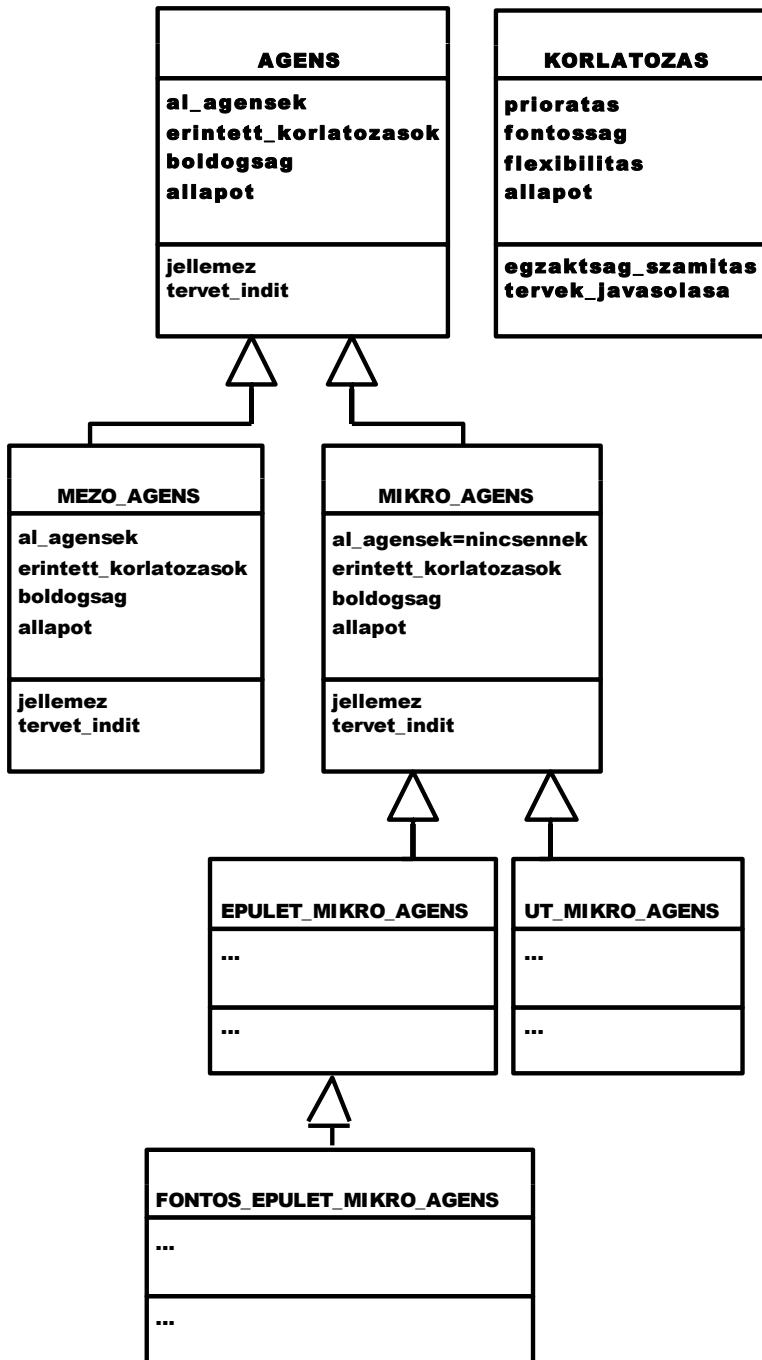 AGENS
al_agensek
erintett_korlatozasok
boldogsag
allapot
jellemez
tervet_indit
KORLATOZAS
prioratas
fontossag
flexibilitas
allapot
egzaktsag_szamitas
tervek_javasolasa
MEZO_AGENS
al_agensek
erintett_korlatozasok
boldogsag
allapot
jellemez
tervet_indit
MIKRO_AGENS
al_agensek=nincsennek
erintett_korlatozasok
boldogsag
allapot
jellemez
tervet_indit
EPULET_MIKRO_AGENS
...
...
UT_MIKRO_AGENS
...
...
FONTOS_EPULET_MIKRO_AGENS
...
...